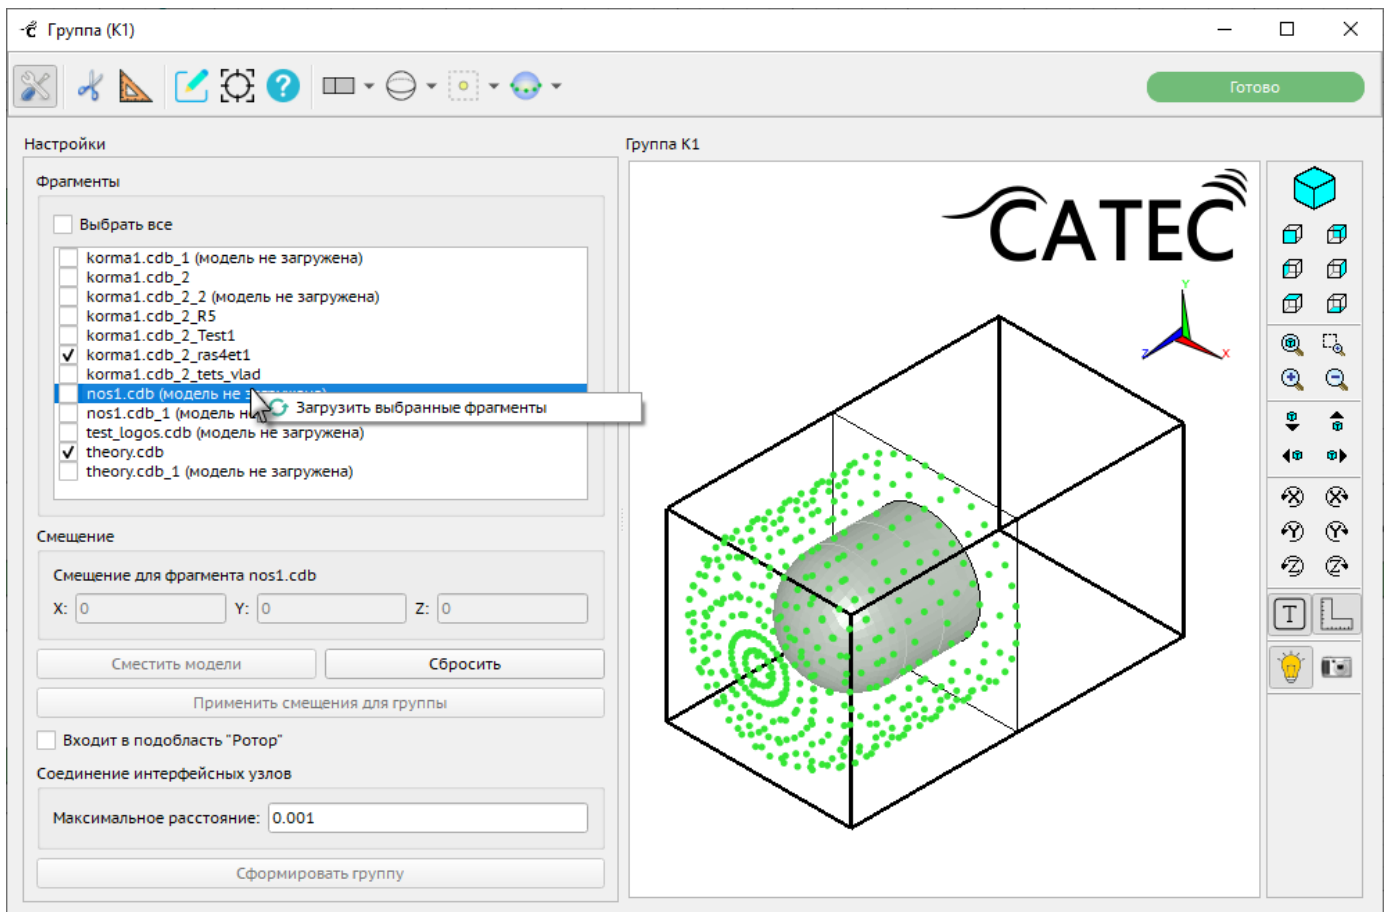 Группа (K1)
Готово
Настройки
Группа K1
Фрагменты
Выбрать все
korma1.cdb_1 (модель не загружена)
korma1.cdb_2
korma1.cdb_2_2 (модель не загружена)
korma1.cdb_2_R5
korma1.cdb_2_Test1
korma1.cdb_2_ras4et1
korma1.cdb_2_tets_vlad
nos1.cdb (модель не
nos1.cdb_1 (модель
Загрузить выбранные фрагменты
test_logos.cdb (модель не загружена)
theory.cdb
theory.cdb_1 (модель не загружена)
Смещение
Смещение для фрагмента nos1.cdb
X: 0 Y: 0 Z: 0
Сместить модели Сбросить
Применить смещения для группы
Входит в подобласть "Ротор"
Соединение интерфейсных узлов
Максимальное расстояние: 0.001
Сформировать группу
CATEC
Y
Z X
X X
Y Y
Z Z
T